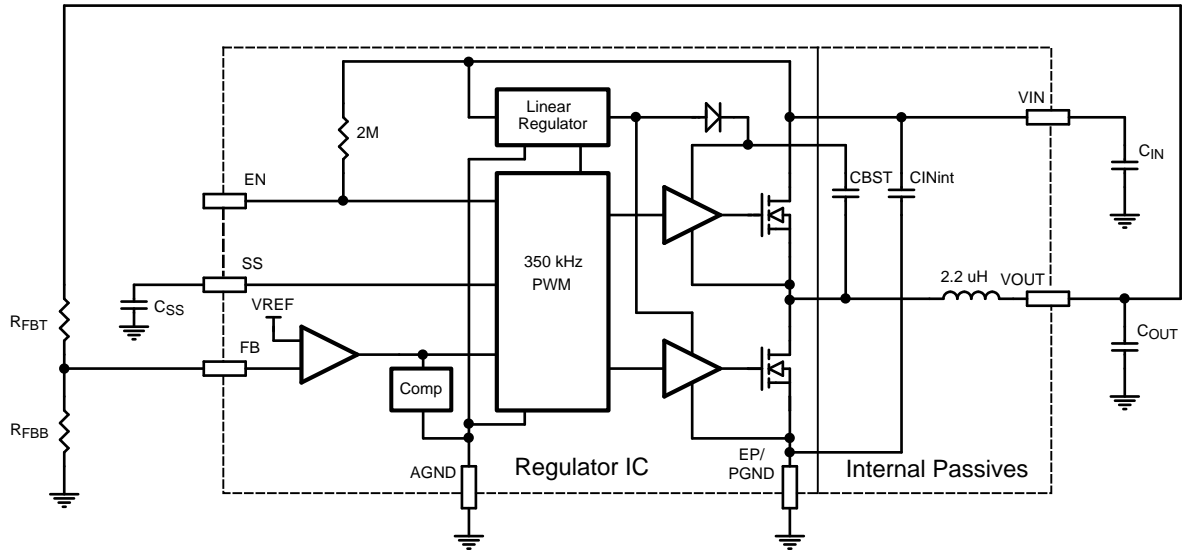 Linear
Regulator
VIN
2M
CIN
EN
CBST
CINint
SS
350 kHz
PWM
2.2 uH
VOUT
CSS
VREF
RFBT
COUT
FB
Comp
RFBB
AGND
Regulator IC
EP/
PGND
Internal Passives